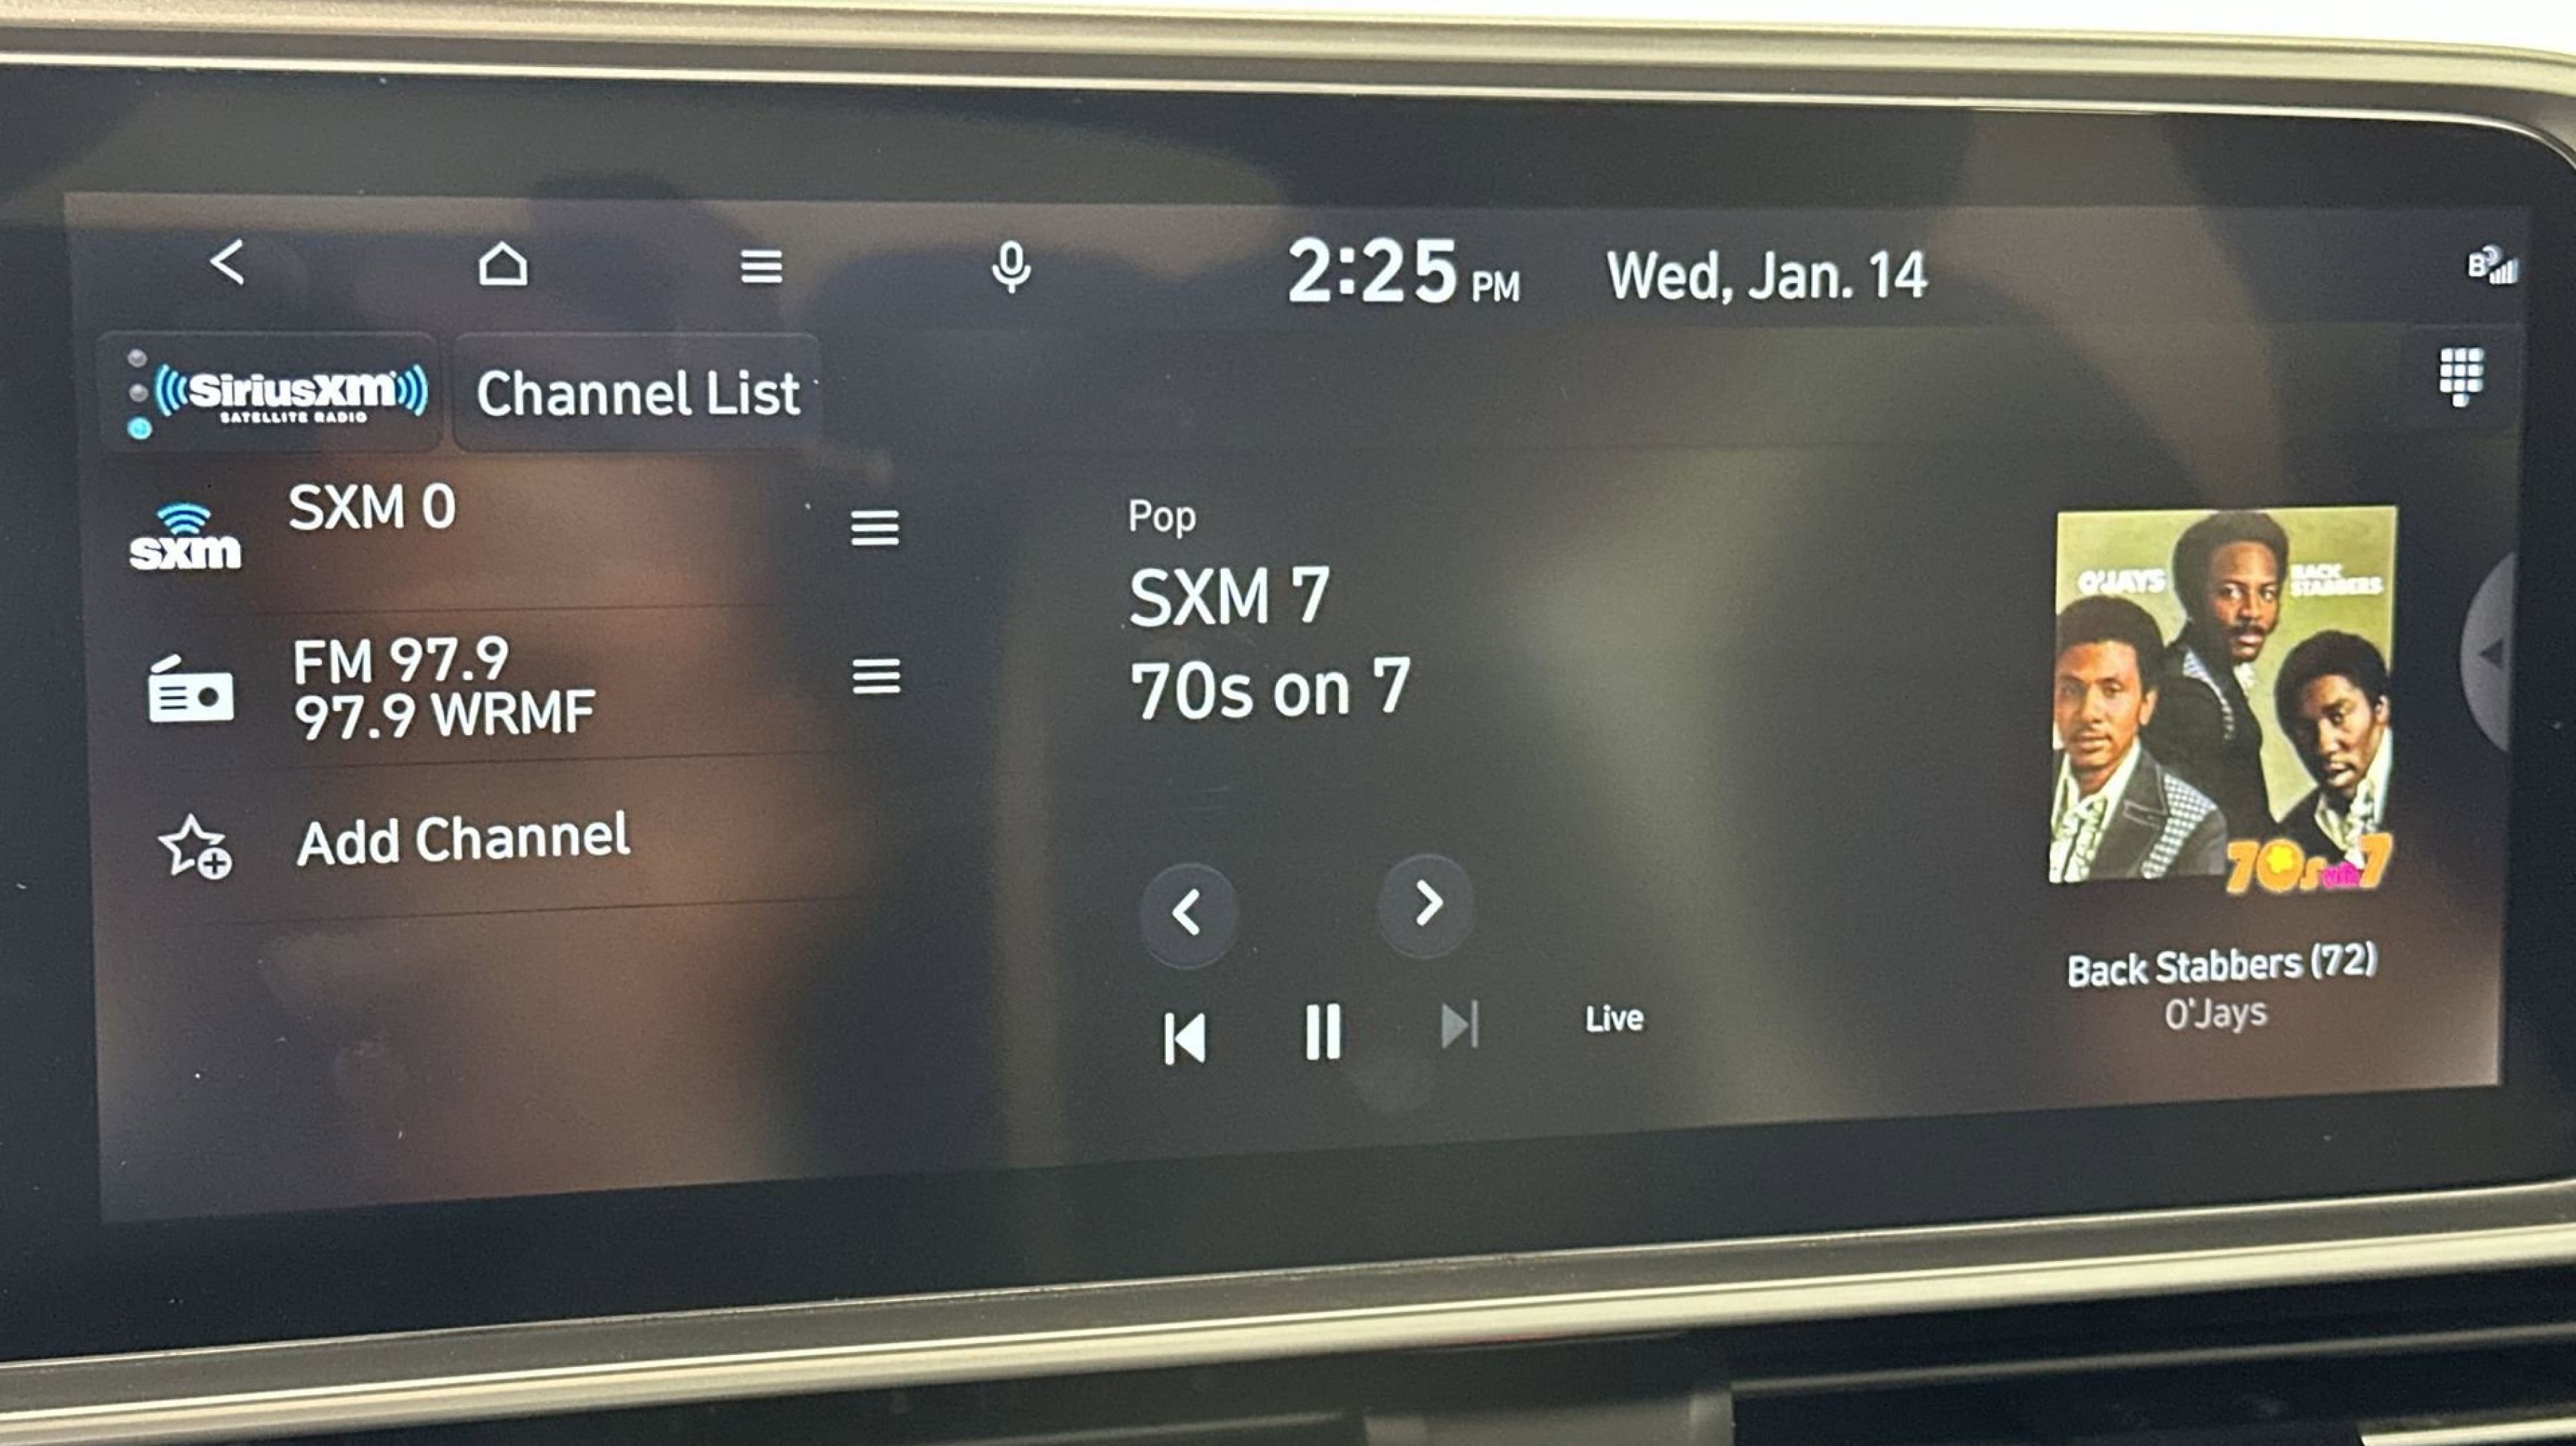 2:25 PM Wed, Jan. 14
B
SiriusXm
SATELLITE RADIO
Channel List
SXM 0
sxm
FM 97.9
97.9 WRMF
Add Channel
Pop
SXM 7
70s on 7
Live
O'JAYS
BACK
STABBERS
70s on 7
Back Stabbers (72)
O'Jays